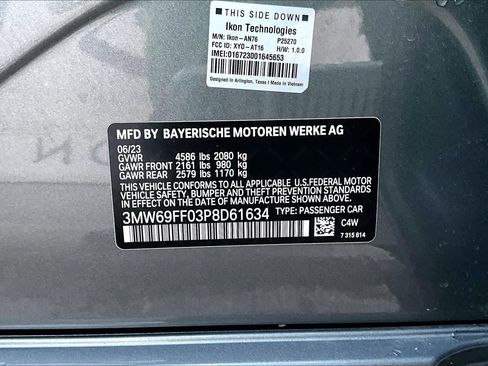 THIS SIDE DOWN
Ikon Technologies
M/N: Ikon-AN76 P25270
FCC ID: XYO-AT16 H/W: 1.0.0
IMEI:016723001645653
Designed in Arlington, Texas I Made in Vietnam
MFD BY BAYERISCHE MOTOREN WERKE AG
06/23
GVWR 4586 lbs 2080 kg
GAWR FRONT 2161 lbs 980 kg
GAWR REAR 2579 lbs 1170 kg
THIS VEHICLE CONFORMS TO ALL APPLICABLE U.S.FEDERAL MOTOR
VEHICLE SAFETY, BUMPER, AND THEFT PREVENTION STANDARDS IN
EFFECT ON THE DATE OF MANUFACTURE SHOWN ABOVE.
3MW69FF03P8D61634 TYPE: PASSENGER CAR
C4W
7 315 814